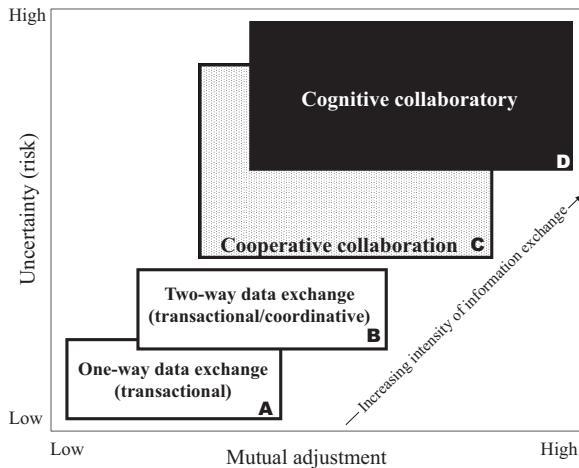 High
Cognitive collaboratory
D
Uncertainty (risk)
Cooperative collaboration C
Increasing intensity of information exchange
Two-way data exchange
(transactional/coordinative)
B
One-way data exchange
(transactional)
A
Low
Low
High
Mutual adjustment